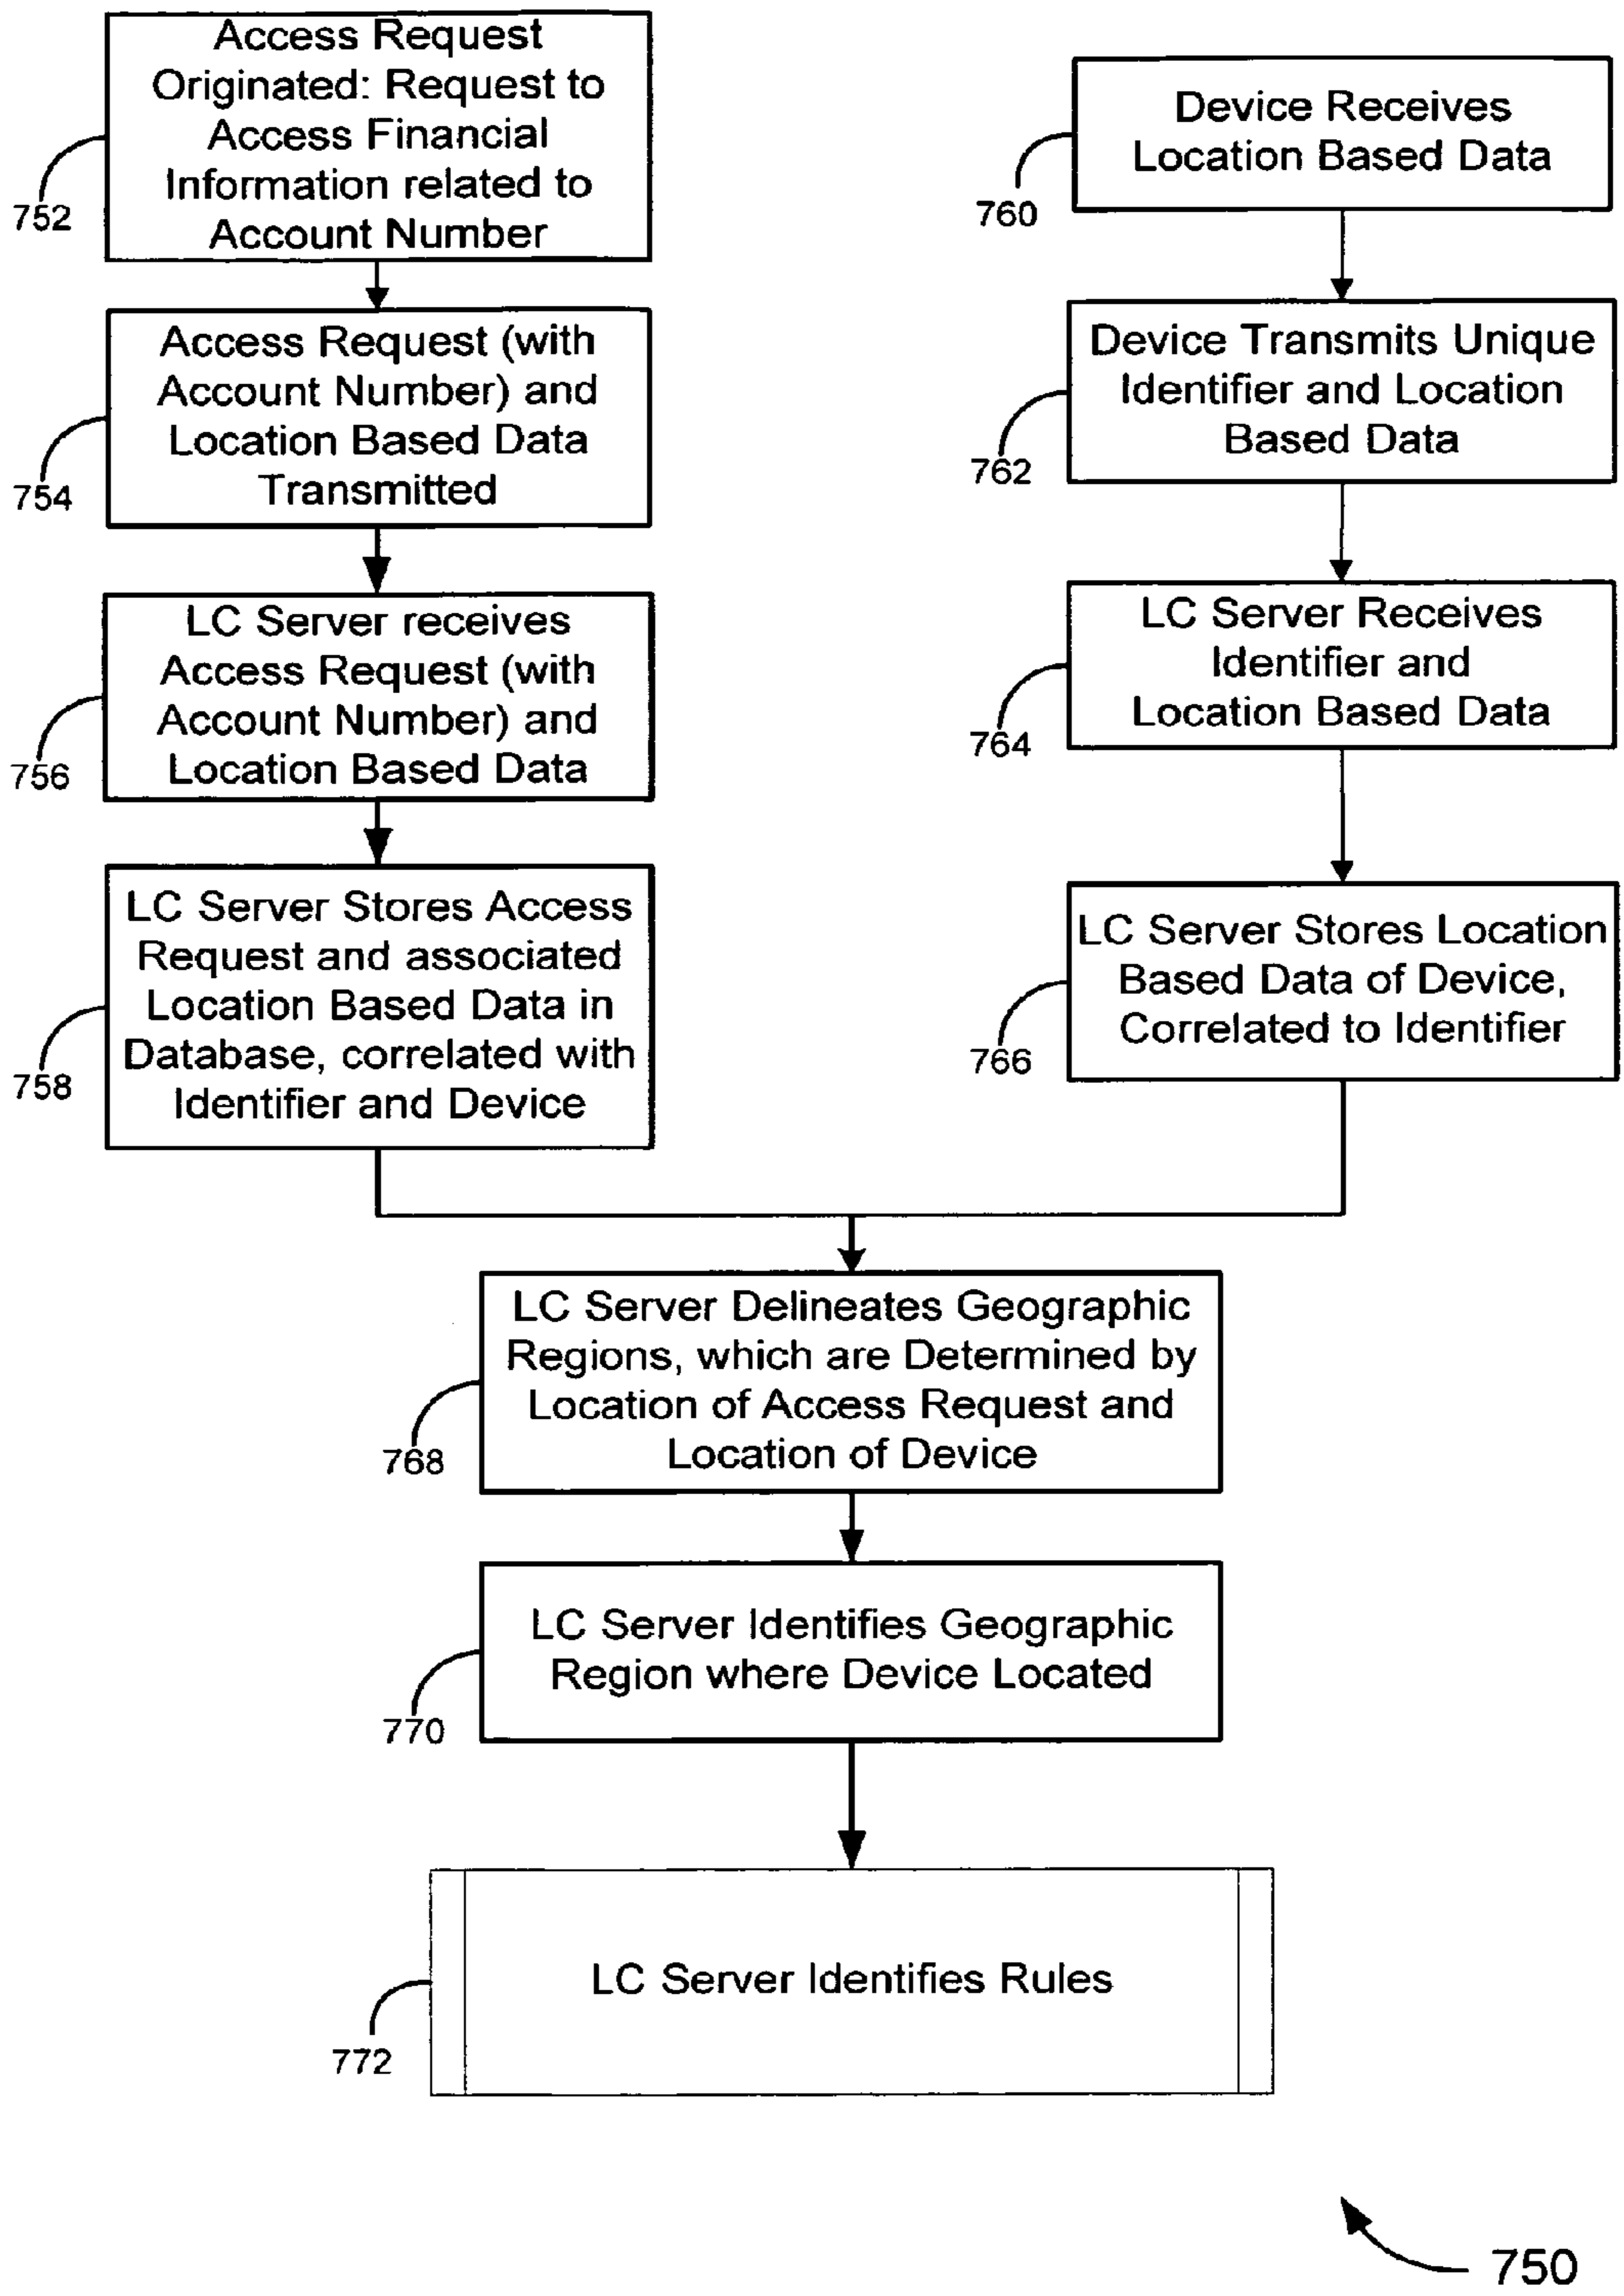 Access Request
Originated: Request to
Access Financial
Information related to
Account Number
752
Access Request (with
Account Number) and
Location Based Data
Transmitted
754
LC Server receives
Access Request (with
Account Number) and
Location Based Data
756
LC Server Stores Access
Request and associated
Location Based Data in
Database, correlated with
Identifier and Device
758
Device Receives
Location Based Data
760
Device Transmits Unique
Identifier and Location
Based Data
762
LC Server Receives
Identifier and
Location Based Data
764
LC Server Stores Location
Based Data of Device,
Correlated to Identifier
766
LC Server Delineates Geographic
Regions, which are Determined by
Location of Access Request and
Location of Device
768
LC Server Identifies Geographic
Region where Device Located
770
LC Server Identifies Rules
772
750